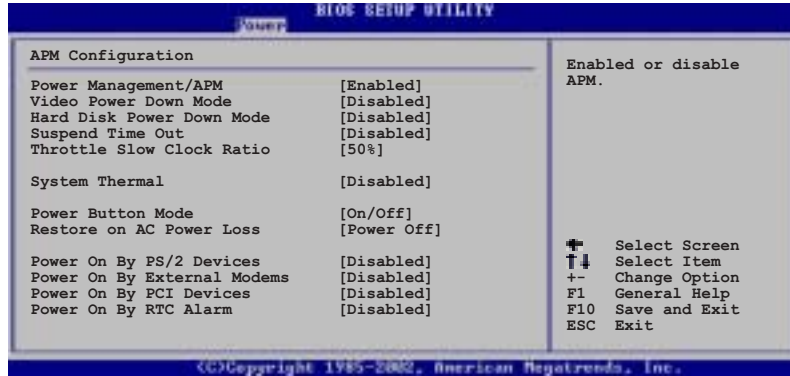 BIOS SETUP UTILITY
Power
APM Configuration
Power Management/APM [Enabled]
Video Power Down Mode [Disabled]
Hard Disk Power Down Mode [Disabled]
Suspend Time Out [Disabled]
Throttle Slow Clock Ratio [50%]
System Thermal [Disabled]
Power Button Mode [On/Off]
Restore on AC Power Loss [Power Off]
Power On By PS/2 Devices [Disabled]
Power On By External Modems [Disabled]
Power On By PCI Devices [Disabled]
Power On By RTC Alarm [Disabled]
Enabled or disable
APM.
Select Screen
↑↓ Select Item
+- Change Option
F1 General Help
F10 Save and Exit
ESC Exit
(C)Copyright 1985-2002, American Megatrends, Inc.